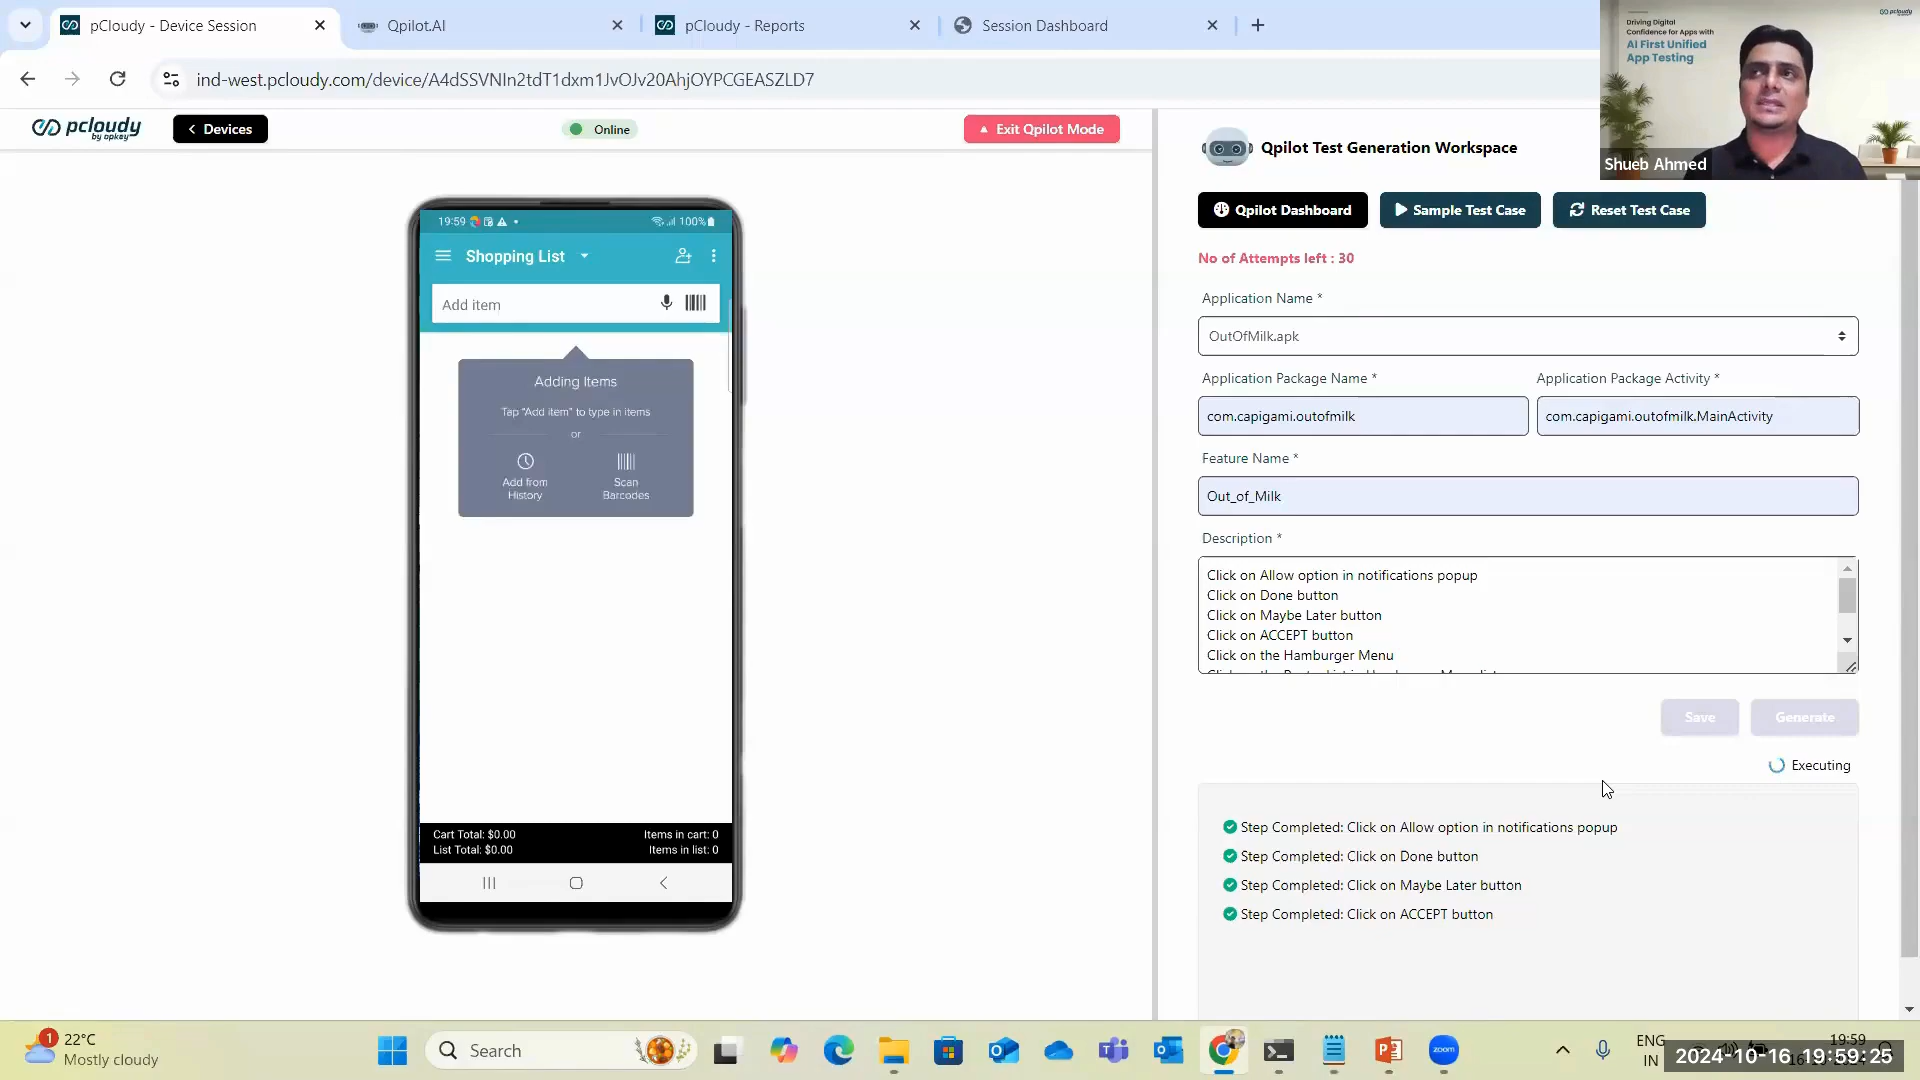 pCloudy - Device Session
Qpilot.AI
pCloudy - Reports
Session Dashboard
ind-west.pcloudy.com/device/A4dSSVNIn2tdT1dxm1JvOJv20AhjOYPCGEASZLD7
pcloudy
by opkey
Devices
Online
Exit Qpilot Mode
19:59
100%
Shopping List
Add item
Adding Items
Tap "Add item" to type in items
or
Add from
History
Scan
Barcodes
Cart Total: $0.00
Items in cart: 0
List Total: $0.00
Items in list: 0
Qpilot Test Generation Workspace
Qpilot Dashboard
Sample Test Case
Reset Test Case
No of Attempts left : 30
Application Name *
OutOfMilk.apk
Application Package Name *
Application Package Activity *
com.capigami.outofmilk
com.capigami.outofmilk.MainActivity
Feature Name *
Out_of_Milk
Description *
Click on Allow option in notifications popup
Click on Done button
Click on Maybe Later button
Click on ACCEPT button
Click on the Hamburger Menu
Save
Generate
Executing
Step Completed: Click on Allow option in notifications popup
Step Completed: Click on Done button
Step Completed: Click on Maybe Later button
Step Completed: Click on ACCEPT button
pcloudy
Driving Digital
Confidence for Apps with
AI First Unified
App Testing
Shueb Ahmed
1
22°C
Mostly cloudy
Search
zoom
ENG
IN
19:59
2024-10-16 19:59:25